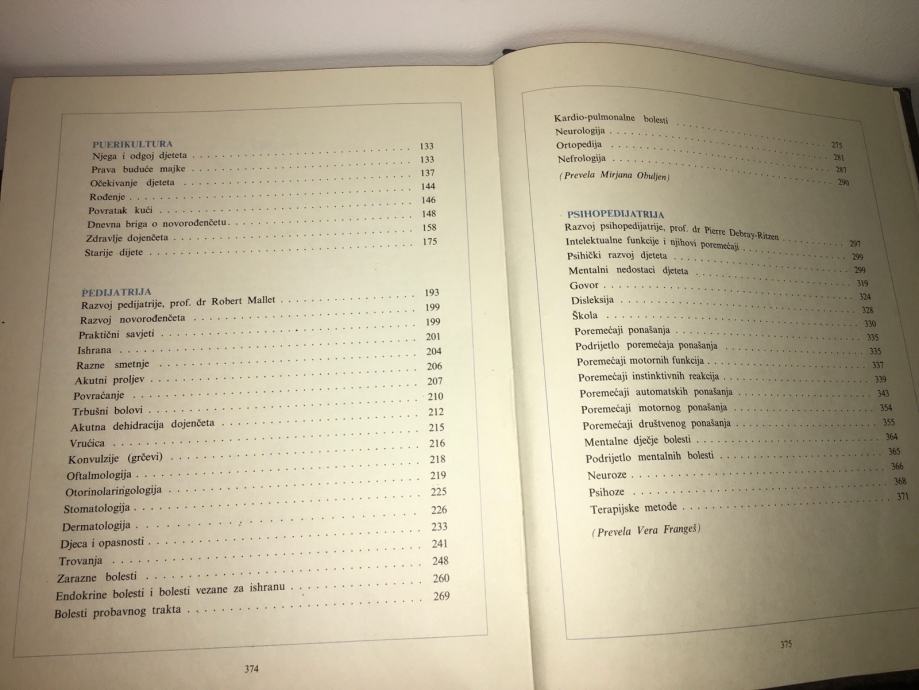 PUERIKULTURA
Njega i odgoj djeteta . . . . . . . . . . 133
Prava buduće majke . . . . . . . . . . 133
Očekivanje djeteta . . . . . . . . . . 137
Rođenje . . . . . . . . . . 144
Povratak kući . . . . . . . . . . 146
Dnevna briga o novorođenčetu . . . . . . . . . . 148
Zdravlje dojenčeta . . . . . . . . . . 158
Starije dijete . . . . . . . . . . 175
PEDIJATRIJA
Razvoj pedijatrije, prof. dr Robert Mallet . . . . . . . . . . 193
Razvoj novorođenčeta . . . . . . . . . . 199
Praktični savjeti . . . . . . . . . . 199
Ishrana . . . . . . . . . . 201
Razne smetnje . . . . . . . . . . 204
Akutni proljev . . . . . . . . . . 206
Povraćanje . . . . . . . . . . 207
Trbušni bolovi . . . . . . . . . . 210
Akutna dehidracija dojenčeta . . . . . . . . . . 212
Vrućica . . . . . . . . . . 215
Konvulzije (grčevi) . . . . . . . . . . 216
Oftalmologija . . . . . . . . . . 218
Otorinolaringologija . . . . . . . . . . 219
Stomatologija . . . . . . . . . . 225
Dermatologija . . . . . . . . . . 226
Djeca i opasnosti . . . . . . . . . . 233
Trovanja . . . . . . . . . . 241
Zarazne bolesti . . . . . . . . . . 248
Endokrine bolesti i bolesti vezane za ishranu . . . . . . . . . . 260
Bolesti probavnog trakta . . . . . . . . . . 269
374
Kardio-pulmonalne bolesti . . . . . . . . . . 275
Neurologija . . . . . . . . . . 281
Ortopedija . . . . . . . . . . 287
Nefrologija . . . . . . . . . . 290
(Prevela Mirjana Obuljen)
PSIHOPEDIJATRIJA
Razvoj psihopedijatrije, prof. dr Pierre Debray-Ritzen . . . . . . . . . . 297
Intelektualne funkcije i njihovi poremećaji . . . . . . . . . . 299
Psihički razvoj djeteta . . . . . . . . . . 299
Mentalni nedostaci djeteta . . . . . . . . . . 319
Govor . . . . . . . . . . 324
Disleksija . . . . . . . . . . 328
Škola . . . . . . . . . . 330
Poremećaji ponašanja . . . . . . . . . . 335
Podrijetlo poremećaja ponašanja . . . . . . . . . . 335
Poremećaji motornih funkcija . . . . . . . . . . 337
Poremećaji instinktivnih reakcija . . . . . . . . . . 339
Poremećaji automatskih ponašanja . . . . . . . . . . 343
Poremećaji motornog ponašanja . . . . . . . . . . 354
Poremećaji društvenog ponašanja . . . . . . . . . . 355
Mentalne dječje bolesti . . . . . . . . . . 364
Podrijetlo mentalnih bolesti . . . . . . . . . . 365
Neuroze . . . . . . . . . . 366
Psihoze . . . . . . . . . . 368
Terapijske metode . . . . . . . . . . 371
(Prevela Vera Frangeš)
375